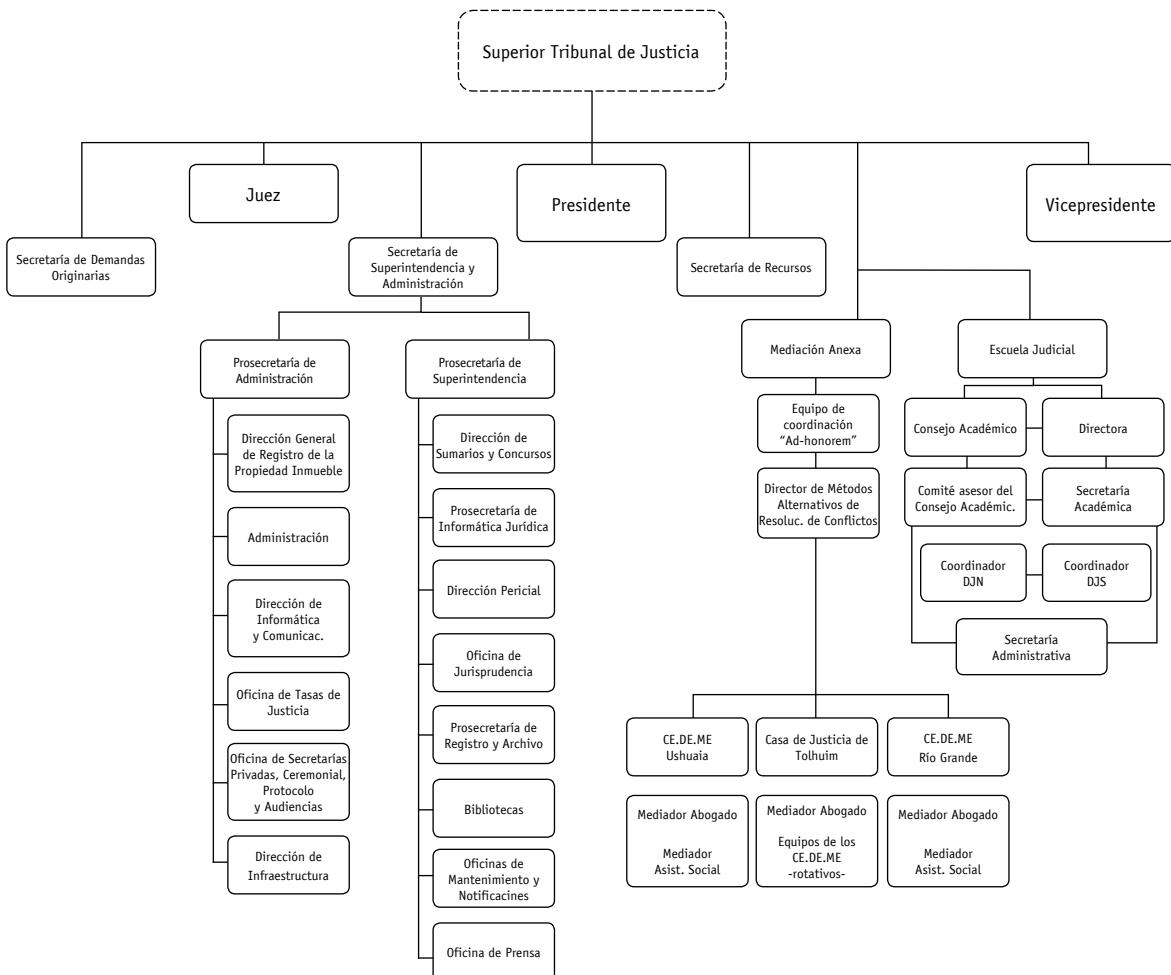 Superior Tribunal de Justicia
Juez
Presidente
Vicepresidente
Secretaría de Demandas
Originarias
Secretaría de
Superintendencia y
Administración
Secretaría de Recursos
Prosecretaría de
Administración
Prosecretaría de
Superintendencia
Mediación Anexa
Escuela Judicial
Dirección General
de Registro de la
Propiedad Inmueble
Administración
Dirección de
Informática
y Comunicac.
Oficina de Tasas de
Justicia
Oficina de Secretarías
Privadas, Ceremonial,
Protocolo
y Audiencias
Dirección de
Infraestructura
Dirección de
Sumarios y Concursos
Prosecretaría de
Informática Jurídica
Dirección Pericial
Oficina de
Jurisprudencia
Prosecretaría de
Registro y Archivo
Bibliotecas
Oficinas de
Mantenimiento y
Notificacines
Oficina de Prensa
Equipo de
coordinación
“Ad-honorem”
Director de Métodos
Alternativos de
Resoluc. de Conflictos
Consejo Académico
Directora
Comité asesor del
Consejo Académic.
Secretaría
Académica
Coordinador
DJN
Coordinador
DJS
Secretaría
Administrativa
CE.DE.ME
Ushuaia
Casa de Justicia de
Tolhuim
CE.DE.ME
Río Grande
Mediador Abogado
Mediador
Asist. Social
Mediador Abogado
Equipos de los
CE.DE.ME
-rotativos-
Mediador Abogado
Mediador
Asist. Social